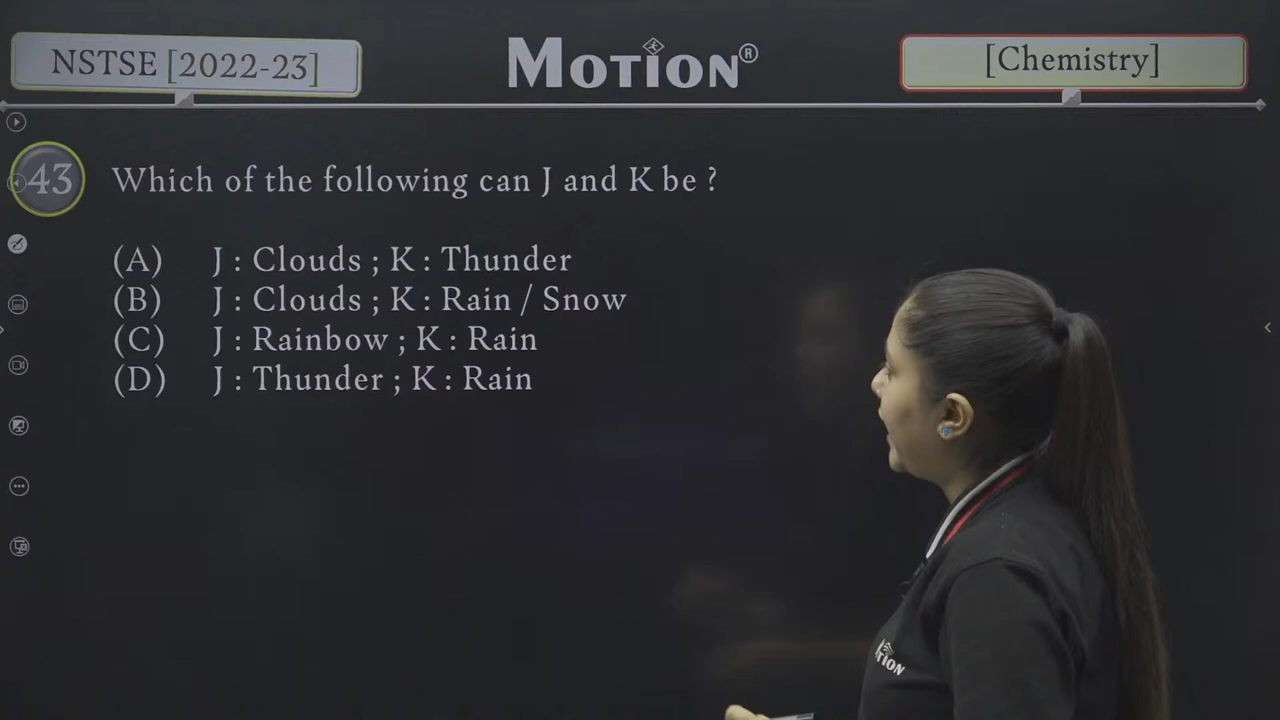 NSTSE [2022-23]
MOTION®
[Chemistry]
43 Which of the following can J and K be ?
(A) J : Clouds ; K : Thunder
(B) J : Clouds ; K : Rain / Snow
(C) J : Rainbow ; K : Rain
(D) J : Thunder ; K : Rain
MOTION